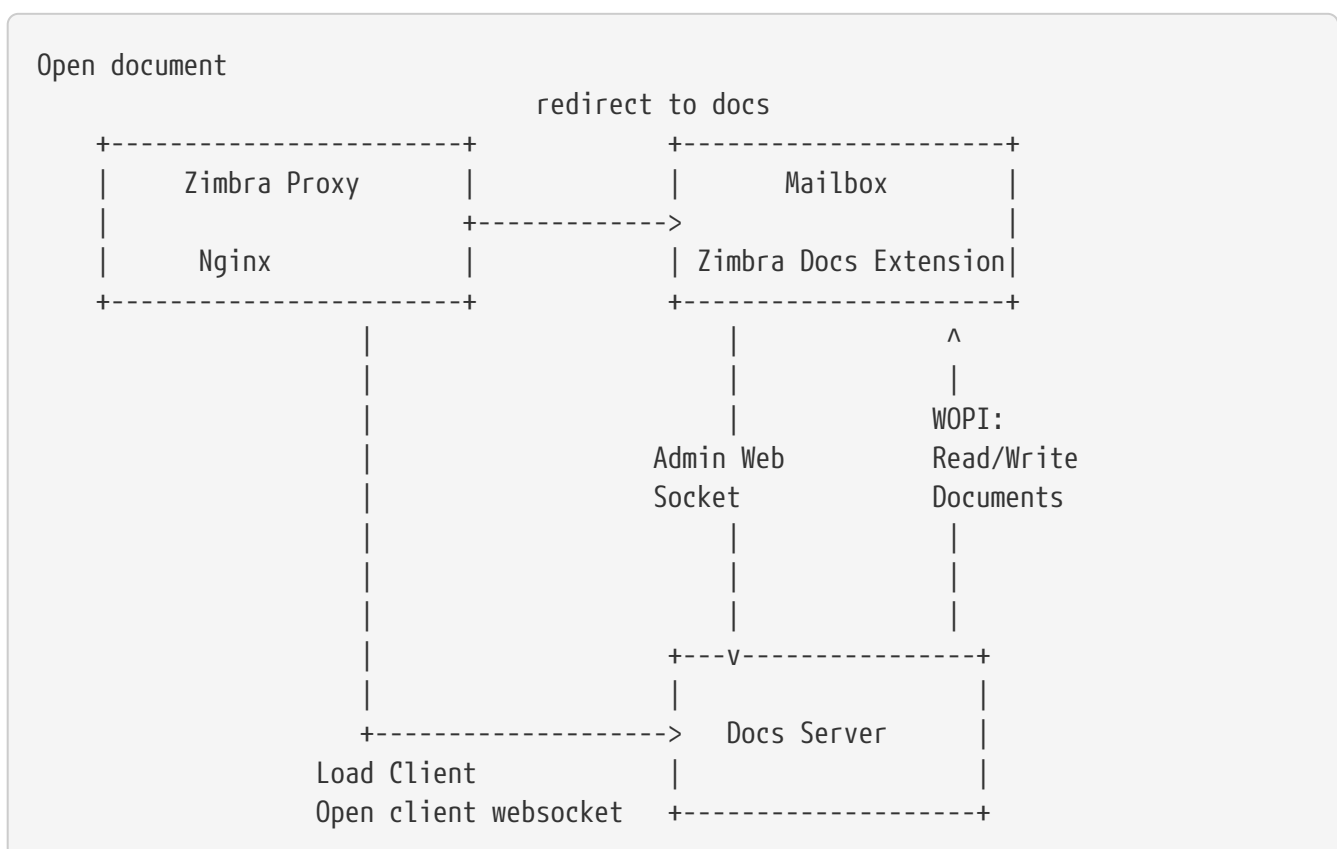 Open document
redirect to docs
Zimbra Proxy Mailbox
Nginx Zimbra Docs Extension
WOPI:
Admin Web Read/Write
Socket Documents
Docs Server
Load Client
Open client websocket